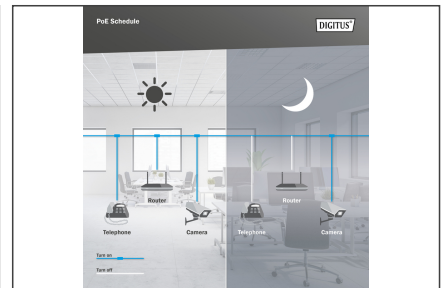 PoE Schedule
DIGITUS®
Router
Router
Telephone
Camera
Telephone
Camera
Turn on
Turn off